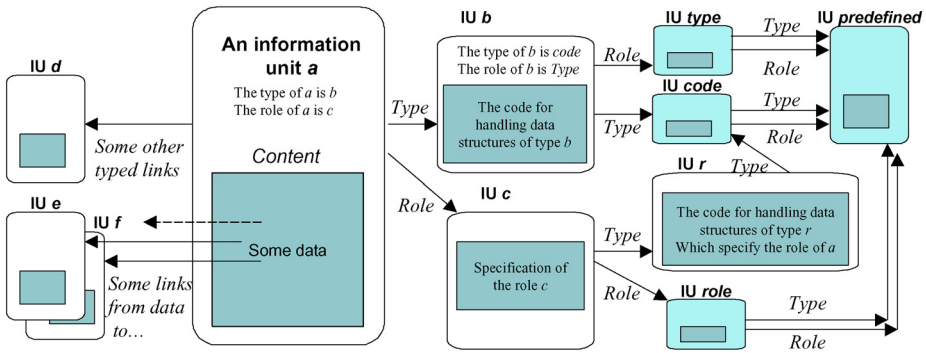 IU d
Some other
typed links
IU e
IU f
Some links
from data
to…
An information
unit a
The type of a is b
The role of a is c
Content
Some data
Type
Role
IU b
The type of b is code
The role of b is Type
The code for
handling data
structures of type b
Role
Type
IU c
Specification of
the role c
Type
Role
IU type
Type
Role
IU code
Type
Role
IU predefined
IU r
Type
The code for handling data
structures of type r
Which specify the role of a
IU role
Type
Role